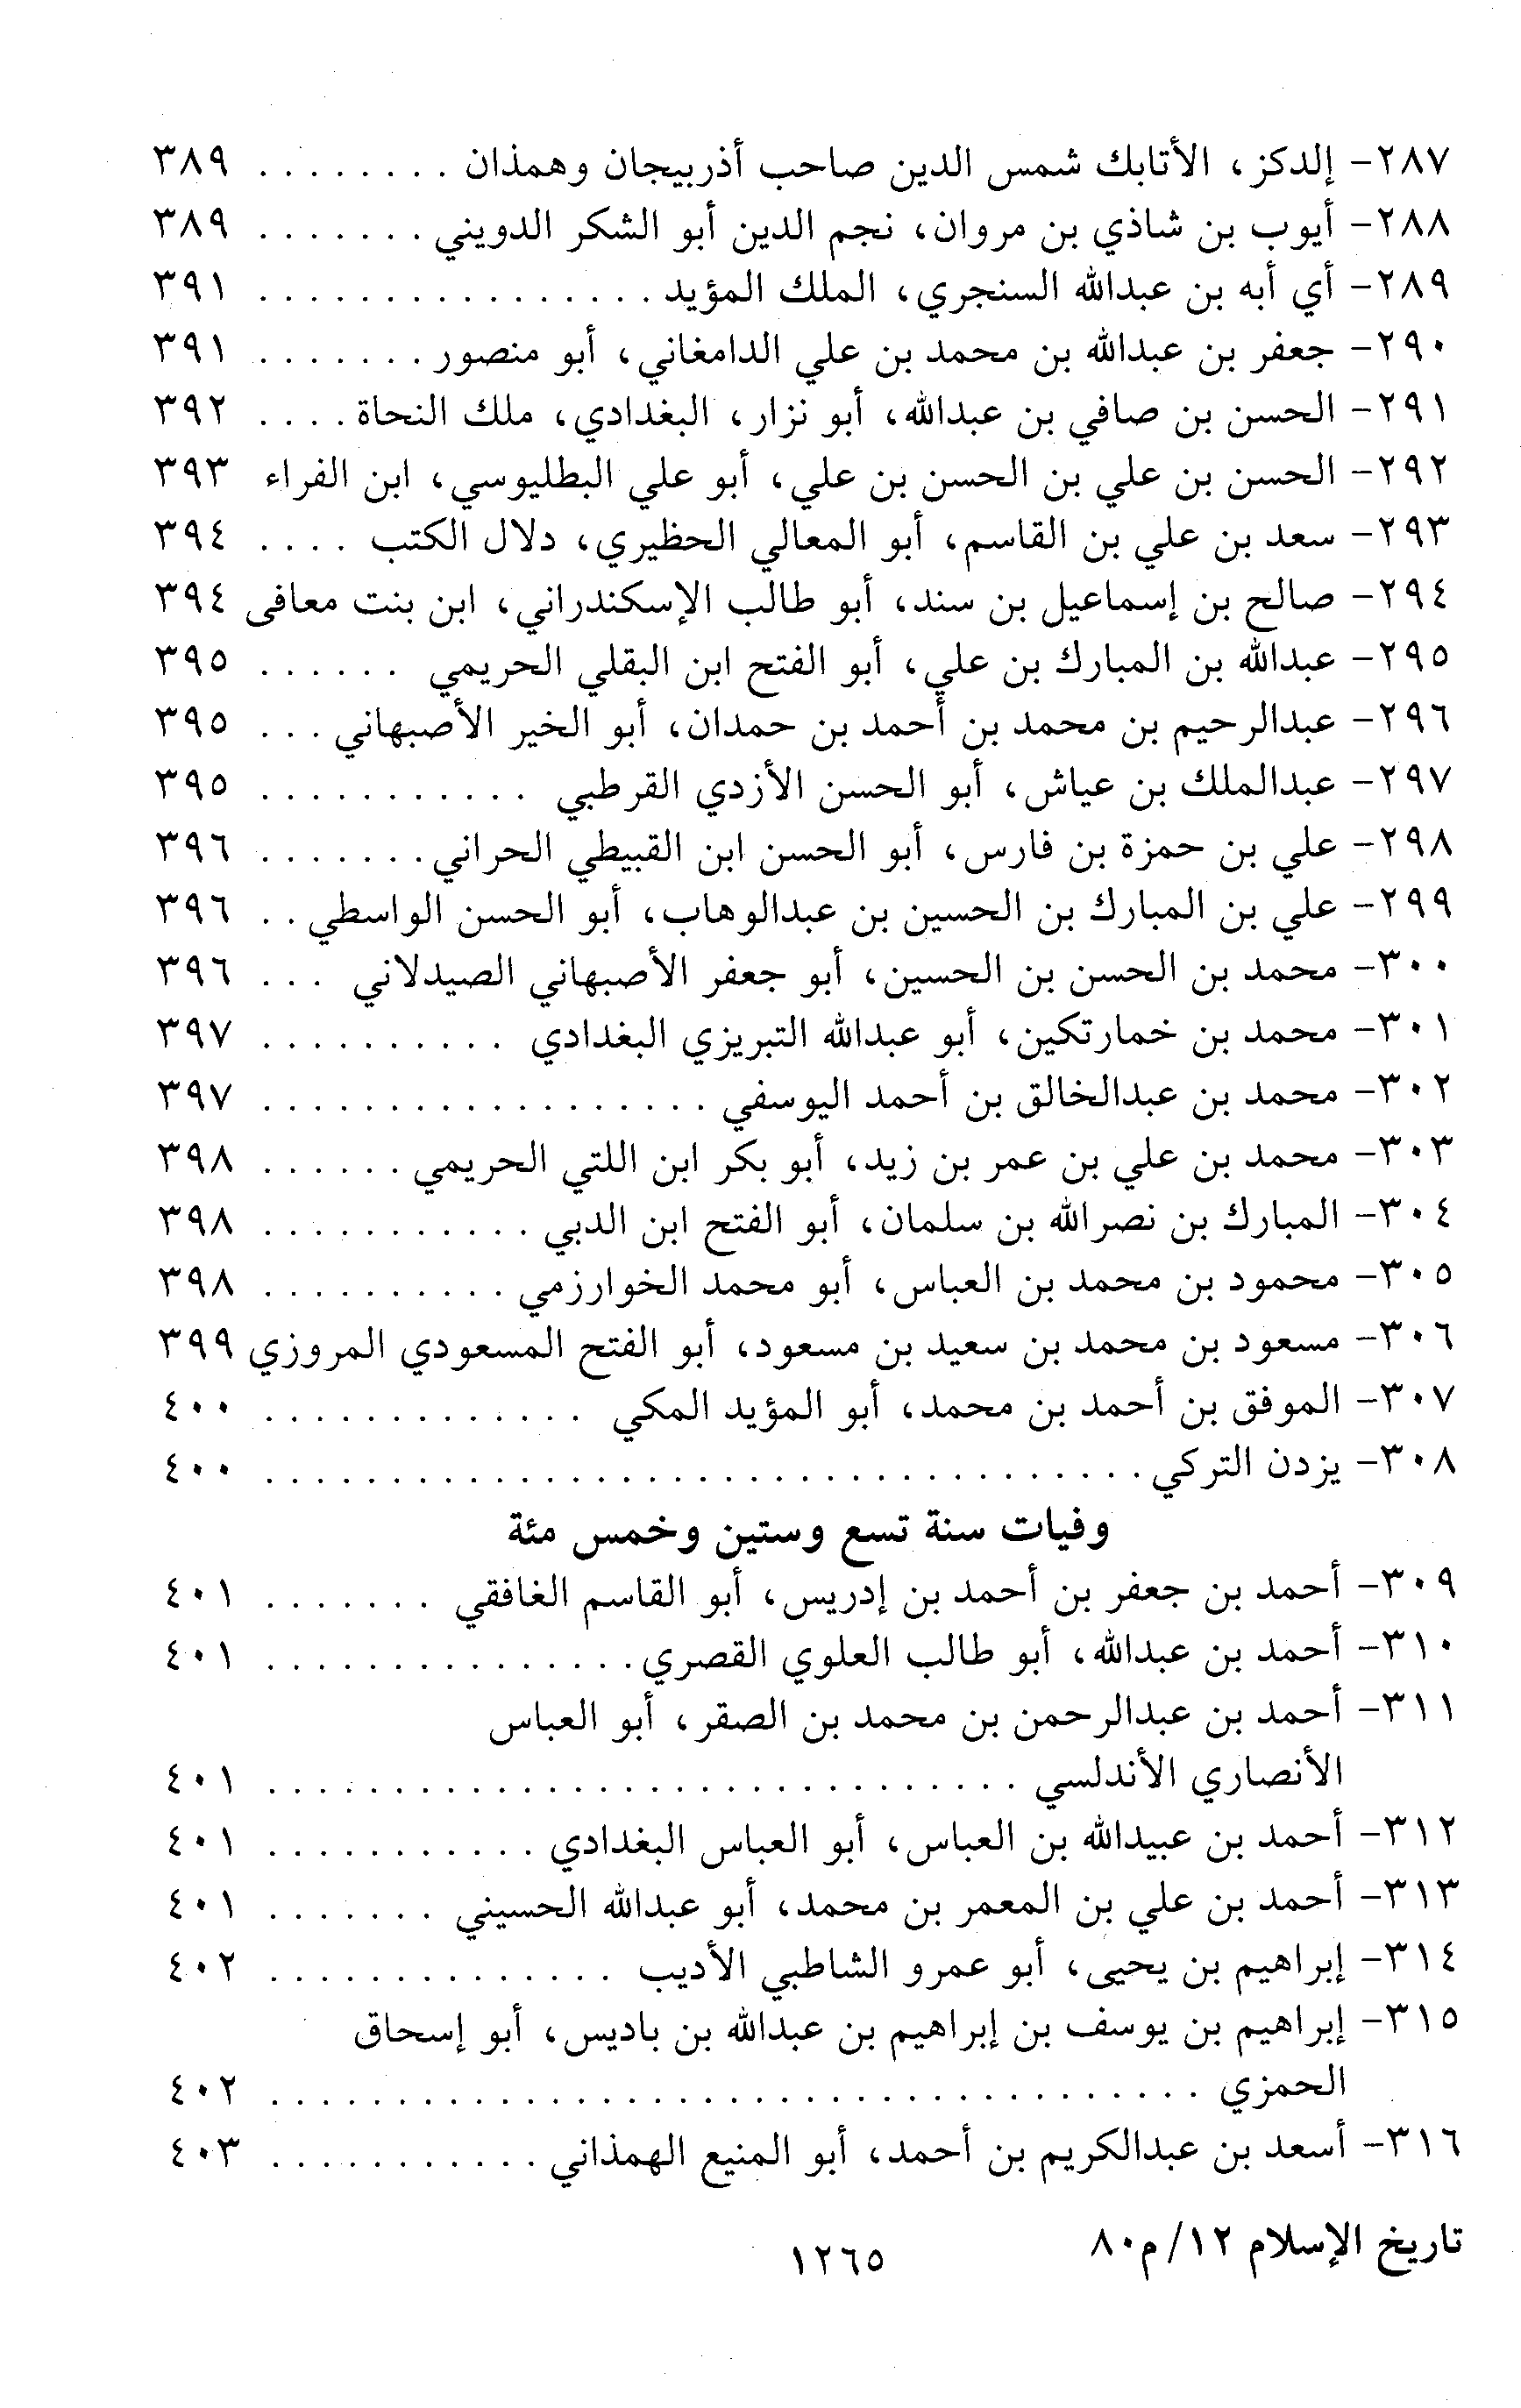 ٢٨٧- إلدكز، الأتابك شمس الدين صاحب أذربيجان وهمذان . . . . . . . . ٣٨٩
٢٨٨- أيوب بن شاذي بن مروان، نجم الدين أبو الشكر الدويني . . . . . . . ٣٨٩
٢٨٩- أي أبه بن عبدالله السنجري، الملك المؤيد . . . . . . . . . . . . . . . . ٣٩١
٢٩٠- جعفر بن عبدالله بن محمد بن علي الدامغاني، أبو منصور . . . . . . . ٣٩١
٢٩١- الحسن بن صافي بن عبدالله، أبو نزار، البغدادي، ملك النحاة . . . . ٣٩٢
٢٩٢- الحسن بن علي بن الحسن بن علي، أبو علي البطليوسي، ابن الفراء ٣٩٣
٢٩٣- سعد بن علي بن القاسم، أبو المعالي الحظيري، دلال الكتب . . . . ٣٩٤
٢٩٤- صالح بن إسماعيل بن سند، أبو طالب الإسكندراني، ابن بنت معافى ٣٩٤
٢٩٥- عبدالله بن المبارك بن علي، أبو الفتح ابن البقلي الحريمي . . . . . . ٣٩٥
٢٩٦- عبدالرحيم بن محمد بن أحمد بن حمدان، أبو الخير الأصبهاني . . . ٣٩٥
٢٩٧- عبدالملك بن عياش، أبو الحسن الأزدي القرطبي . . . . . . . . . . . ٣٩٥
٢٩٨- علي بن حمزة بن فارس، أبو الحسن ابن القبيطي الحراني . . . . . . . ٣٩٦
٢٩٩- علي بن المبارك بن الحسين بن عبدالوهاب، أبو الحسن الواسطي . . ٣٩٦
٣٠٠- محمد بن الحسن بن الحسين، أبو جعفر الأصبهاني الصيدلاني . . . ٣٩٦
٣٠١- محمد بن خمارتكين، أبو عبدالله التبريزي البغدادي . . . . . . . . . . ٣٩٧
٣٠٢- محمد بن عبدالخالق بن أحمد اليوسفي . . . . . . . . . . . . . . . . . . ٣٩٧
٣٠٣- محمد بن علي بن عمر بن زيد، أبو بكر ابن اللتي الحريمي . . . . . . ٣٩٨
٣٠٤- المبارك بن نصرالله بن سلمان، أبو الفتح ابن الدبي . . . . . . . . . . . ٣٩٨
٣٠٥- محمود بن محمد بن العباس، أبو محمد الخوارزمي . . . . . . . . . . ٣٩٨
٣٠٦- مسعود بن محمد بن سعيد بن مسعود، أبو الفتح المسعودي المروزي ٣٩٩
٣٠٧- الموفق بن أحمد بن محمد، أبو المؤيد المكي . . . . . . . . . . . . . ٤٠٠
٣٠٨- يزدن التركي . . . . . . . . . . . . . . . . . . . . . . . . . . . . . . . . . . . ٤٠٠
وفيات سنة تسع وستين وخمس مئة
٣٠٩- أحمد بن جعفر بن أحمد بن إدريس، أبو القاسم الغافقي . . . . . . . ٤٠١
٣١٠- أحمد بن عبدالله، أبو طالب العلوي القصري . . . . . . . . . . . . . . . ٤٠١
٣١١- أحمد بن عبدالرحمن بن محمد بن الصقر، أبو العباس
الأنصاري الأندلسي . . . . . . . . . . . . . . . . . . . . . . . . . . . . . ٤٠١
٣١٢- أحمد بن عبيدالله بن العباس، أبو العباس البغدادي . . . . . . . . . . . ٤٠١
٣١٣- أحمد بن علي بن المعمر بن محمد، أبو عبدالله الحسيني . . . . . . . ٤٠١
٣١٤- إبراهيم بن يحيى، أبو عمرو الشاطبي الأديب . . . . . . . . . . . . . . ٤٠٢
٣١٥- إبراهيم بن يوسف بن إبراهيم بن عبدالله بن باديس، أبو إسحاق
الحمزي . . . . . . . . . . . . . . . . . . . . . . . . . . . . . . . . . . . . . ٤٠٢
٣١٦- أسعد بن عبدالكريم بن أحمد، أبو المنيع الهمذاني . . . . . . . . . . . ٤٠٣
تاريخ الإسلام ١٢/ م٨٠
١٢٦٥